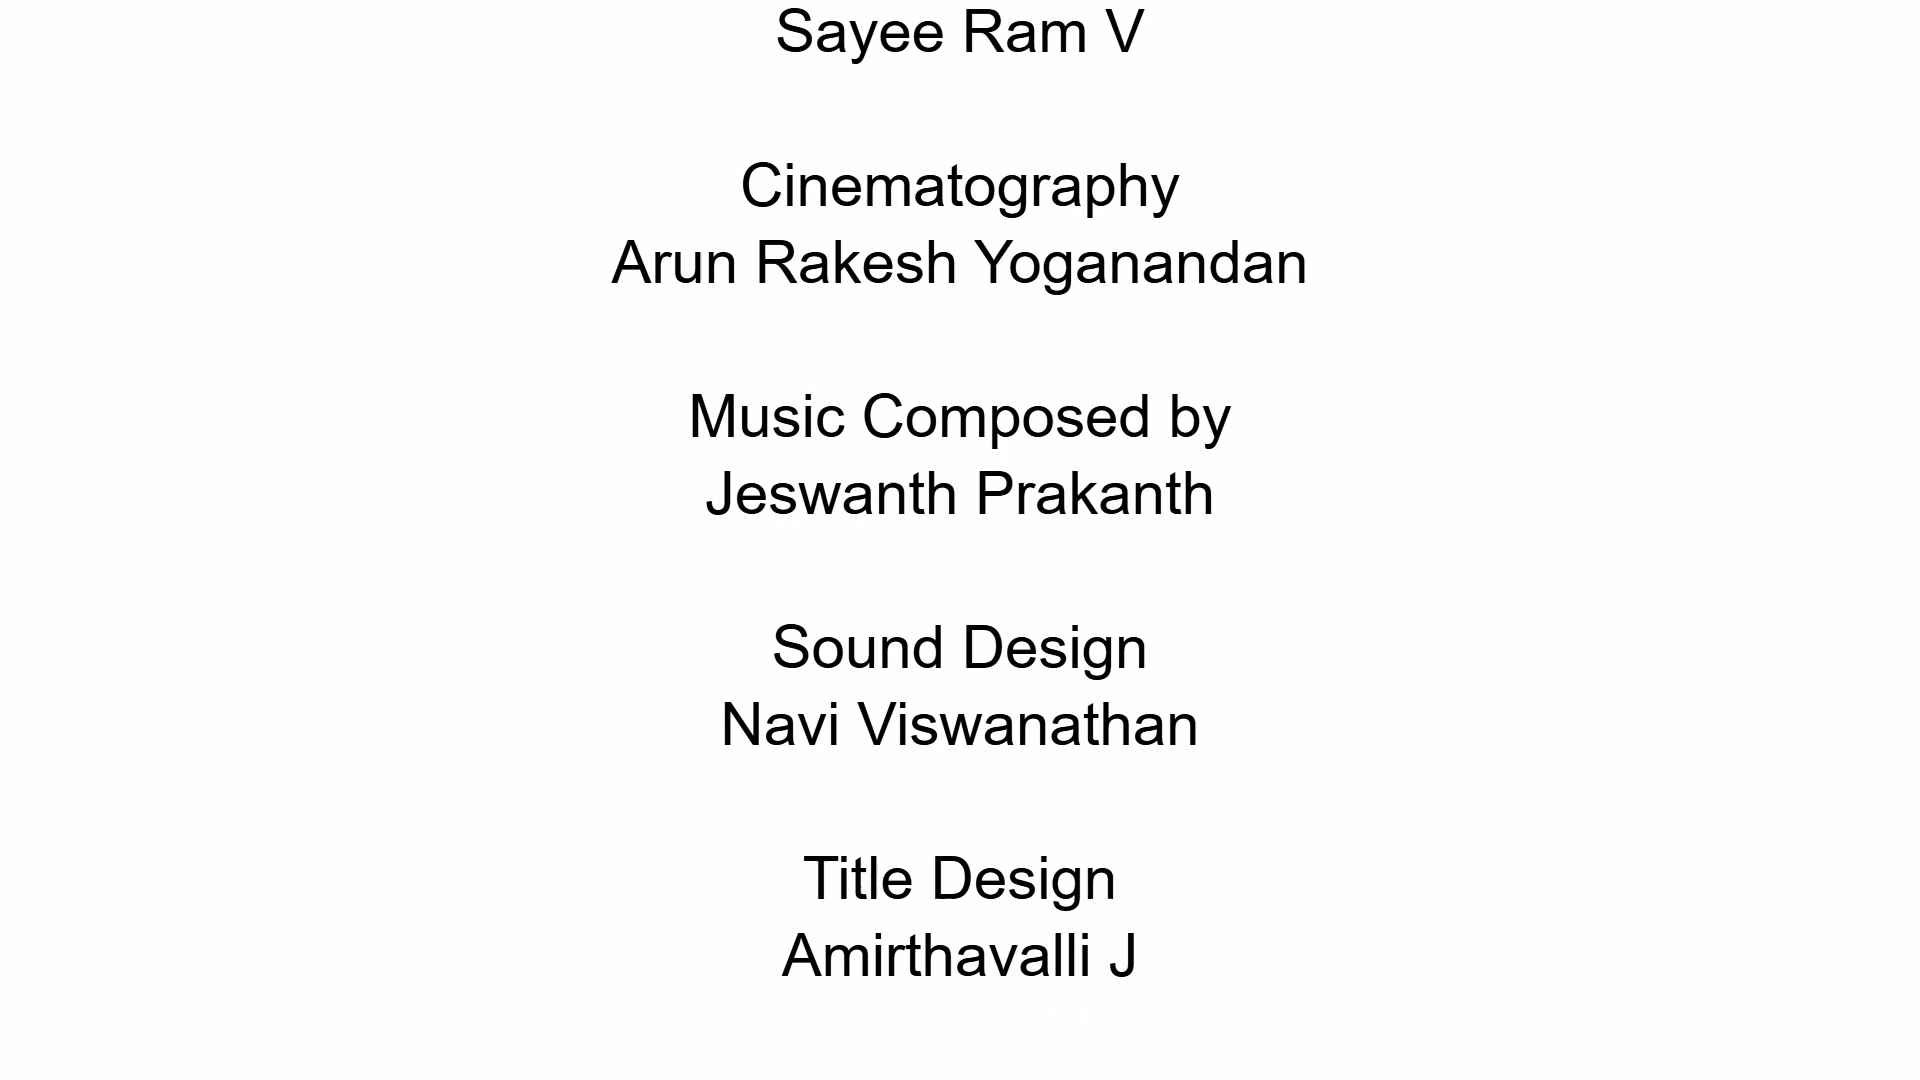 Sayee Ram V
Cinematography
Arun Rakesh Yoganandan
Music Composed by
Jeswanth Prakanth
Sound Design
Navi Viswanathan
Title Design
Amirthavalli J